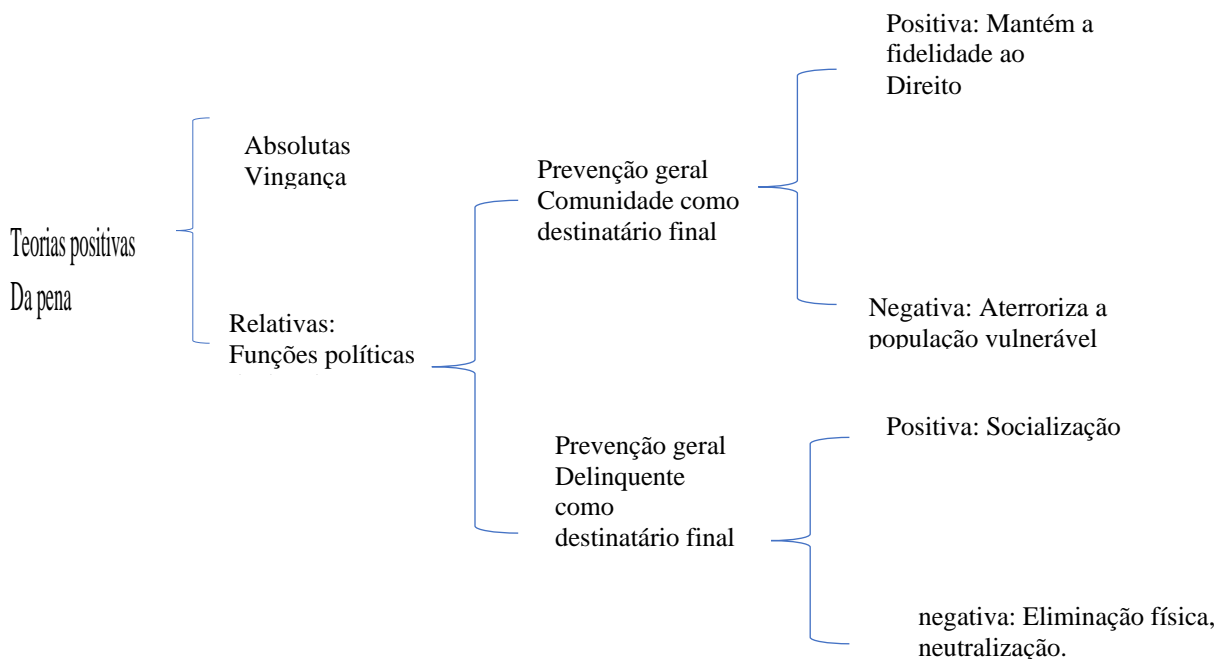 Positiva: Mantém a
fidelidade ao
Direito
Absolutas
Vingança
Prevenção geral
Comunidade como
destinatário final
Teorias positivas
Da pena
Relativas:
Funções políticas
Negativa: Aterroriza a
população vulnerável
Prevenção geral
Delinquente
como
destinatário final
Positiva: Socialização
negativa: Eliminação física,
neutralização.